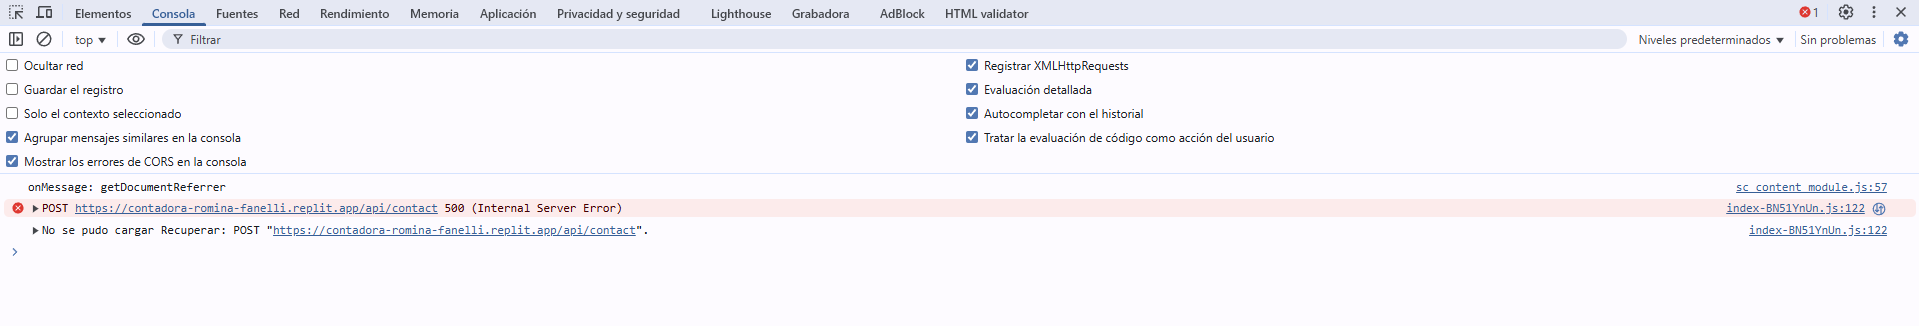 Elementos Consola Fuentes Red Rendimiento Memoria Aplicación Privacidad y seguridad Lighthouse Grabadora AdBlock HTML validator 1
top Filtrar Niveles predeterminados Sin problemas
Ocultar red Registrar XMLHttpRequests
Guardar el registro Evaluación detallada
Solo el contexto seleccionado Autocompletar con el historial
Agrupar mensajes similares en la consola Tratar la evaluación de código como acción del usuario
Mostrar los errores de CORS en la consola
onMessage: getDocumentReferrer sc_content_module.js:57
POST https://contadora-romina-fanelli.replit.app/api/contact 500 (Internal Server Error) index-BN51YnUn.js:122
No se pudo cargar Recuperar: POST "https://contadora-romina-fanelli.replit.app/api/contact". index-BN51YnUn.js:122